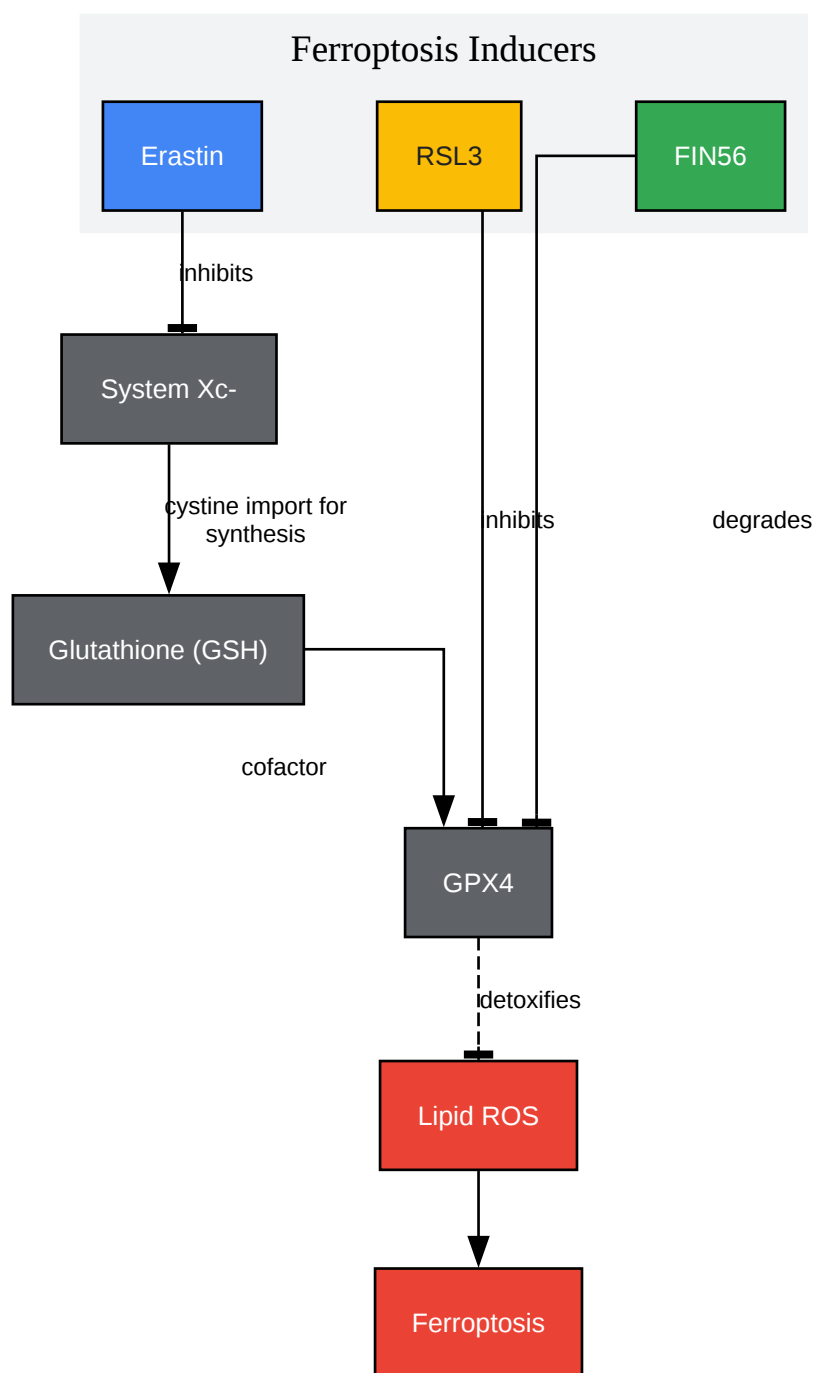 Ferroptosis Inducers
Erastin
RSL3
FIN56
inhibits
System Xc-
cystine import for
synthesis
inhibits
degrades
Glutathione (GSH)
cofactor
GPX4
detoxifies
Lipid ROS
Ferroptosis